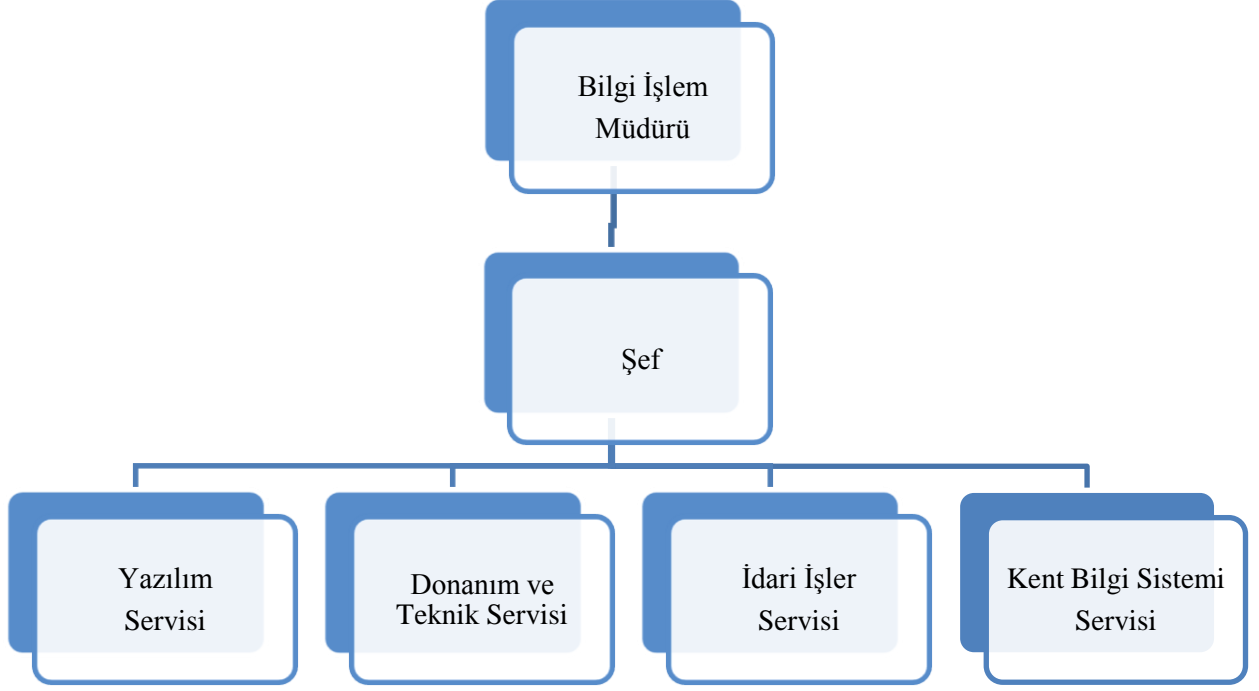 Bilgi İşlem
Müdürü
Şef
Yazılım
Servisi
Donanım ve
Teknik Servisi
İdari İşler
Servisi
Kent Bilgi Sistemi
Servisi